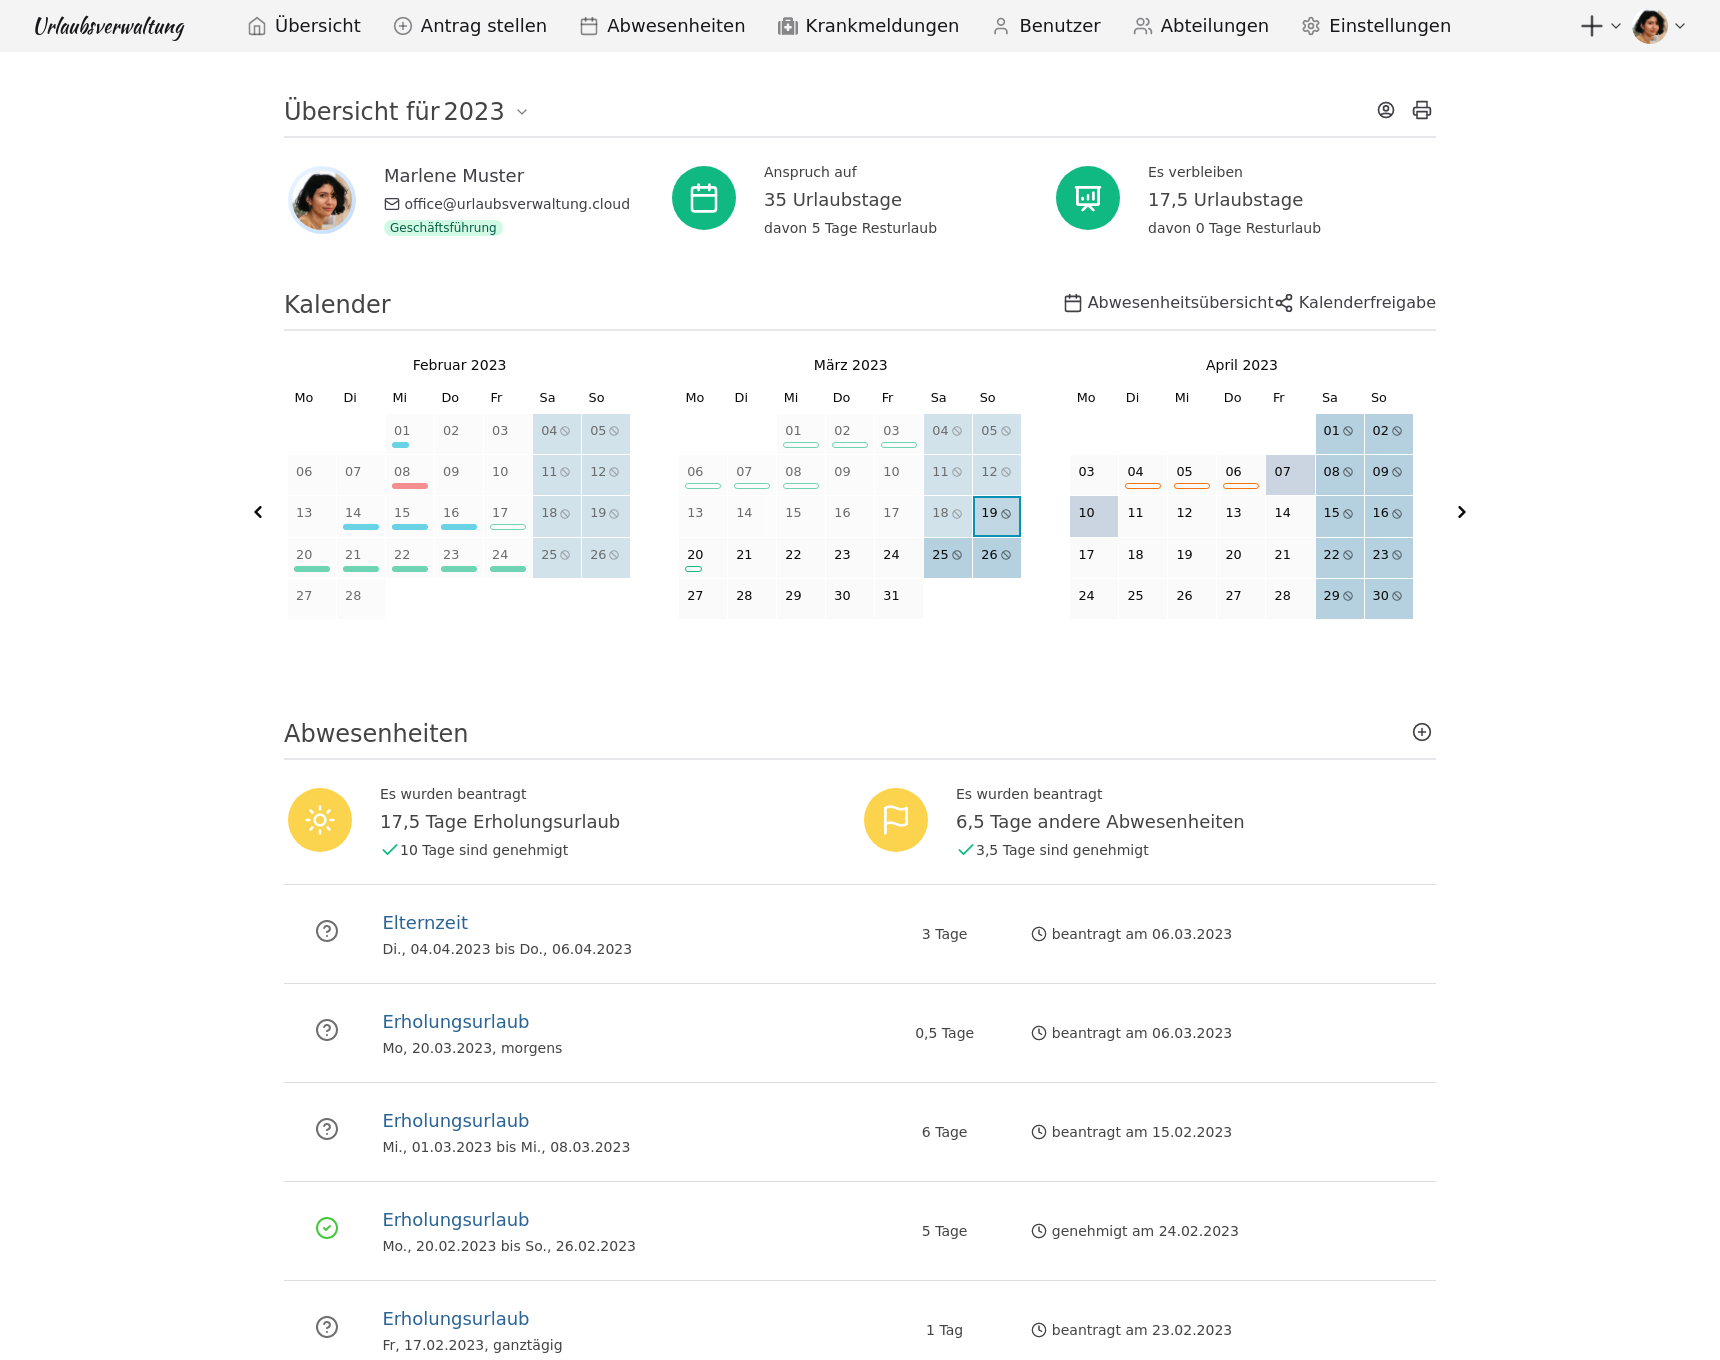 Urlaubsverwaltung Übersicht Antrag stellen Abwesenheiten Krankmeldungen Benutzer Abteilungen Einstellungen
Übersicht für 2023
Marlene Muster
office@urlaubsverwaltung.cloud
Geschäftsführung
Anspruch auf
35 Urlaubstage
davon 5 Tage Resturlaub
Es verbleiben
17,5 Urlaubstage
davon 0 Tage Resturlaub
Kalender
Abwesenheitsübersicht Kalenderfreigabe
Februar 2023
Mo Di Mi Do Fr Sa So
01 02 03 04 05
06 07 08 09 10 11 12
13 14 15 16 17 18 19
20 21 22 23 24 25 26
27 28
März 2023
Mo Di Mi Do Fr Sa So
01 02 03 04 05
06 07 08 09 10 11 12
13 14 15 16 17 18 19
20 21 22 23 24 25 26
27 28 29 30 31
April 2023
Mo Di Mi Do Fr Sa So
01 02
03 04 05 06 07 08 09
10 11 12 13 14 15 16
17 18 19 20 21 22 23
24 25 26 27 28 29 30
Abwesenheiten
Es wurden beantragt
17,5 Tage Erholungsurlaub
10 Tage sind genehmigt
Es wurden beantragt
6,5 Tage andere Abwesenheiten
3,5 Tage sind genehmigt
Elternzeit
Di., 04.04.2023 bis Do., 06.04.2023
3 Tage
beantragt am 06.03.2023
Erholungsurlaub
Mo, 20.03.2023, morgens
0,5 Tage
beantragt am 06.03.2023
Erholungsurlaub
Mi., 01.03.2023 bis Mi., 08.03.2023
6 Tage
beantragt am 15.02.2023
Erholungsurlaub
Mo., 20.02.2023 bis So., 26.02.2023
5 Tage
genehmigt am 24.02.2023
Erholungsurlaub
Fr, 17.02.2023, ganztägig
1 Tag
beantragt am 23.02.2023